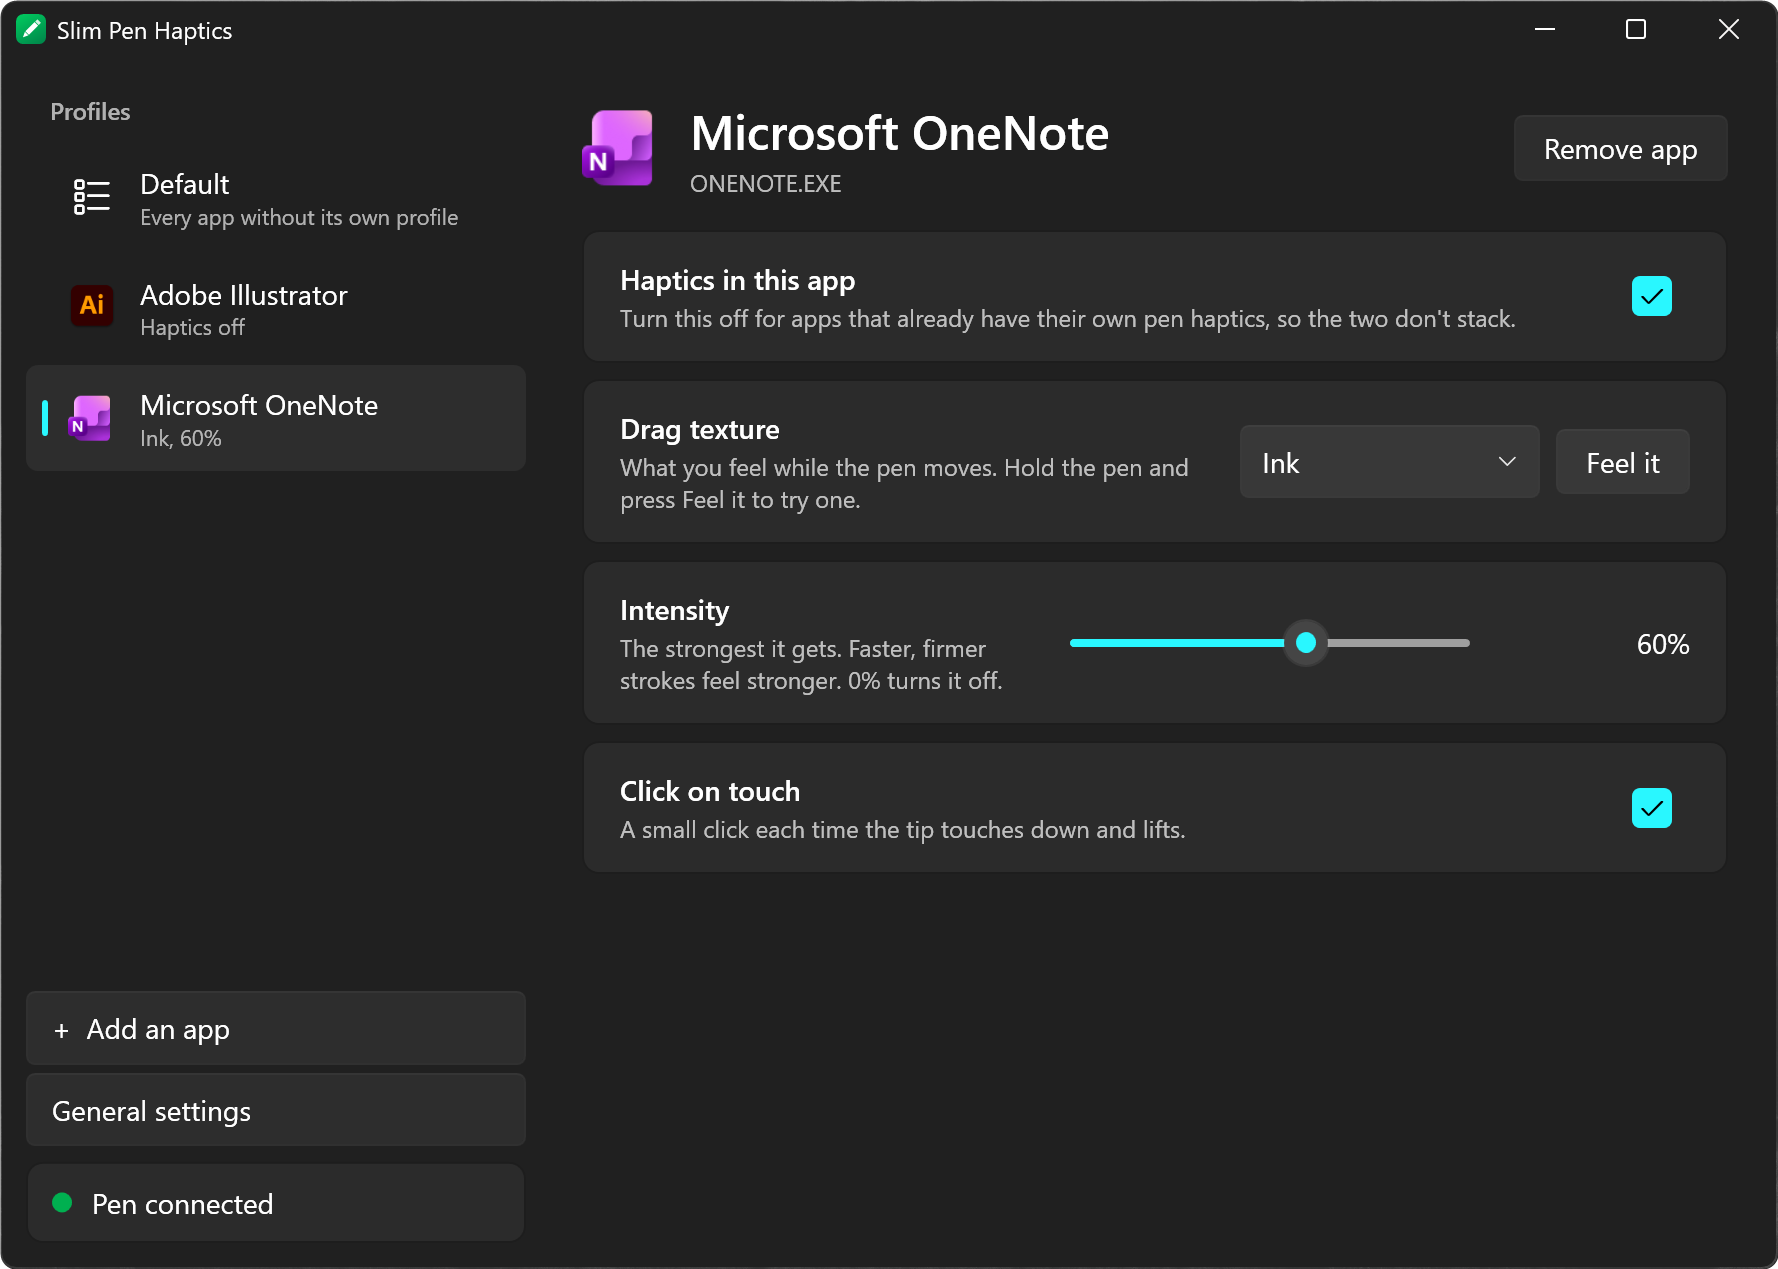 Slim Pen Haptics
Profiles
Default
Every app without its own profile
Ai
Adobe Illustrator
Haptics off
N
Microsoft OneNote
Ink, 60%
+ Add an app
General settings
Pen connected
N
Microsoft OneNote
ONENOTE.EXE
Remove app
Haptics in this app
Turn this off for apps that already have their own pen haptics, so the two don't stack.
Drag texture
What you feel while the pen moves. Hold the pen and
press Feel it to try one.
Ink
Feel it
Intensity
The strongest it gets. Faster, firmer
strokes feel stronger. 0% turns it off.
60%
Click on touch
A small click each time the tip touches down and lifts.